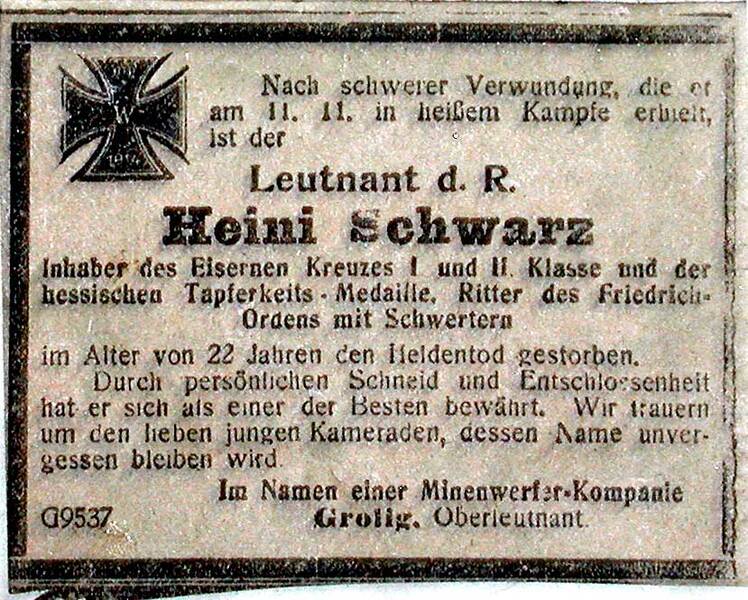 W
1914
Nach schwerer Verwundung, die er
am 11. 11. in heißem Kampfe erhielt,
ist der
Leutnant d. R.
Heini Schwarz
Inhaber des Eisernen Kreuzes I und II. Klasse und der
hessischen Tapferkeits-Medaille, Ritter des Friedrich-
Ordens mit Schwertern
im Alter von 22 Jahren den Heldentod gestorben.
Durch persönlichen Schneid und Entschlossenheit
hat er sich als einer der Besten bewährt. Wir trauern
um den lieben jungen Kameraden, dessen Name unver-
gessen bleiben wird.
Im Namen einer Minenwerfer-Kompanie
Grolig, Oberleutnant.
G9537